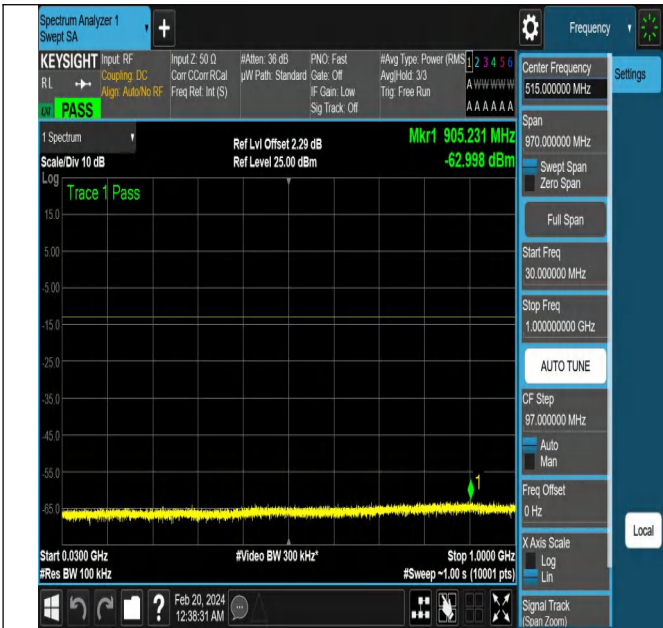 Spectrum Analyzer 1
Swept SA
+
Frequency
KEYSIGHT
RL
PASS
Input: RF
Coupling: DC
Align: Auto/No RF
Input Z: 50 Ω
Corr CCorr RCal
Freq Ref: Int (S)
#Atten: 36 dB
µW Path: Standard
PNO: Fast
Gate: Off
IF Gain: Low
Sig Track: Off
#Avg Type: Power (RMS
Avg|Hold: 3/3
Trig: Free Run
1 2 3 4 5 6
A W W W W W
A A A A A A
1 Spectrum
Scale/Div 10 dB
Log
Ref Lvl Offset 2.29 dB
Ref Level 25.00 dBm
Mkr1 905.231 MHz
-62.998 dBm
Trace 1 Pass
15.0
5.00
-5.00
-15.0
-25.0
-35.0
-45.0
-55.0
-65.0
1
Start 0.0300 GHz
#Res BW 100 kHz
#Video BW 300 kHz*
Stop 1.0000 GHz
#Sweep ~1.00 s (10001 pts)
?
Feb 20, 2024
12:38:31 AM
Center Frequency
515.000000 MHz
Settings
Span
970.000000 MHz
Swept Span
Zero Span
Full Span
Start Freq
30.000000 MHz
Stop Freq
1.000000000 GHz
AUTO TUNE
CF Step
97.000000 MHz
Auto
Man
Freq Offset
0 Hz
Local
X Axis Scale
Log
Lin
Signal Track
(Span Zoom)